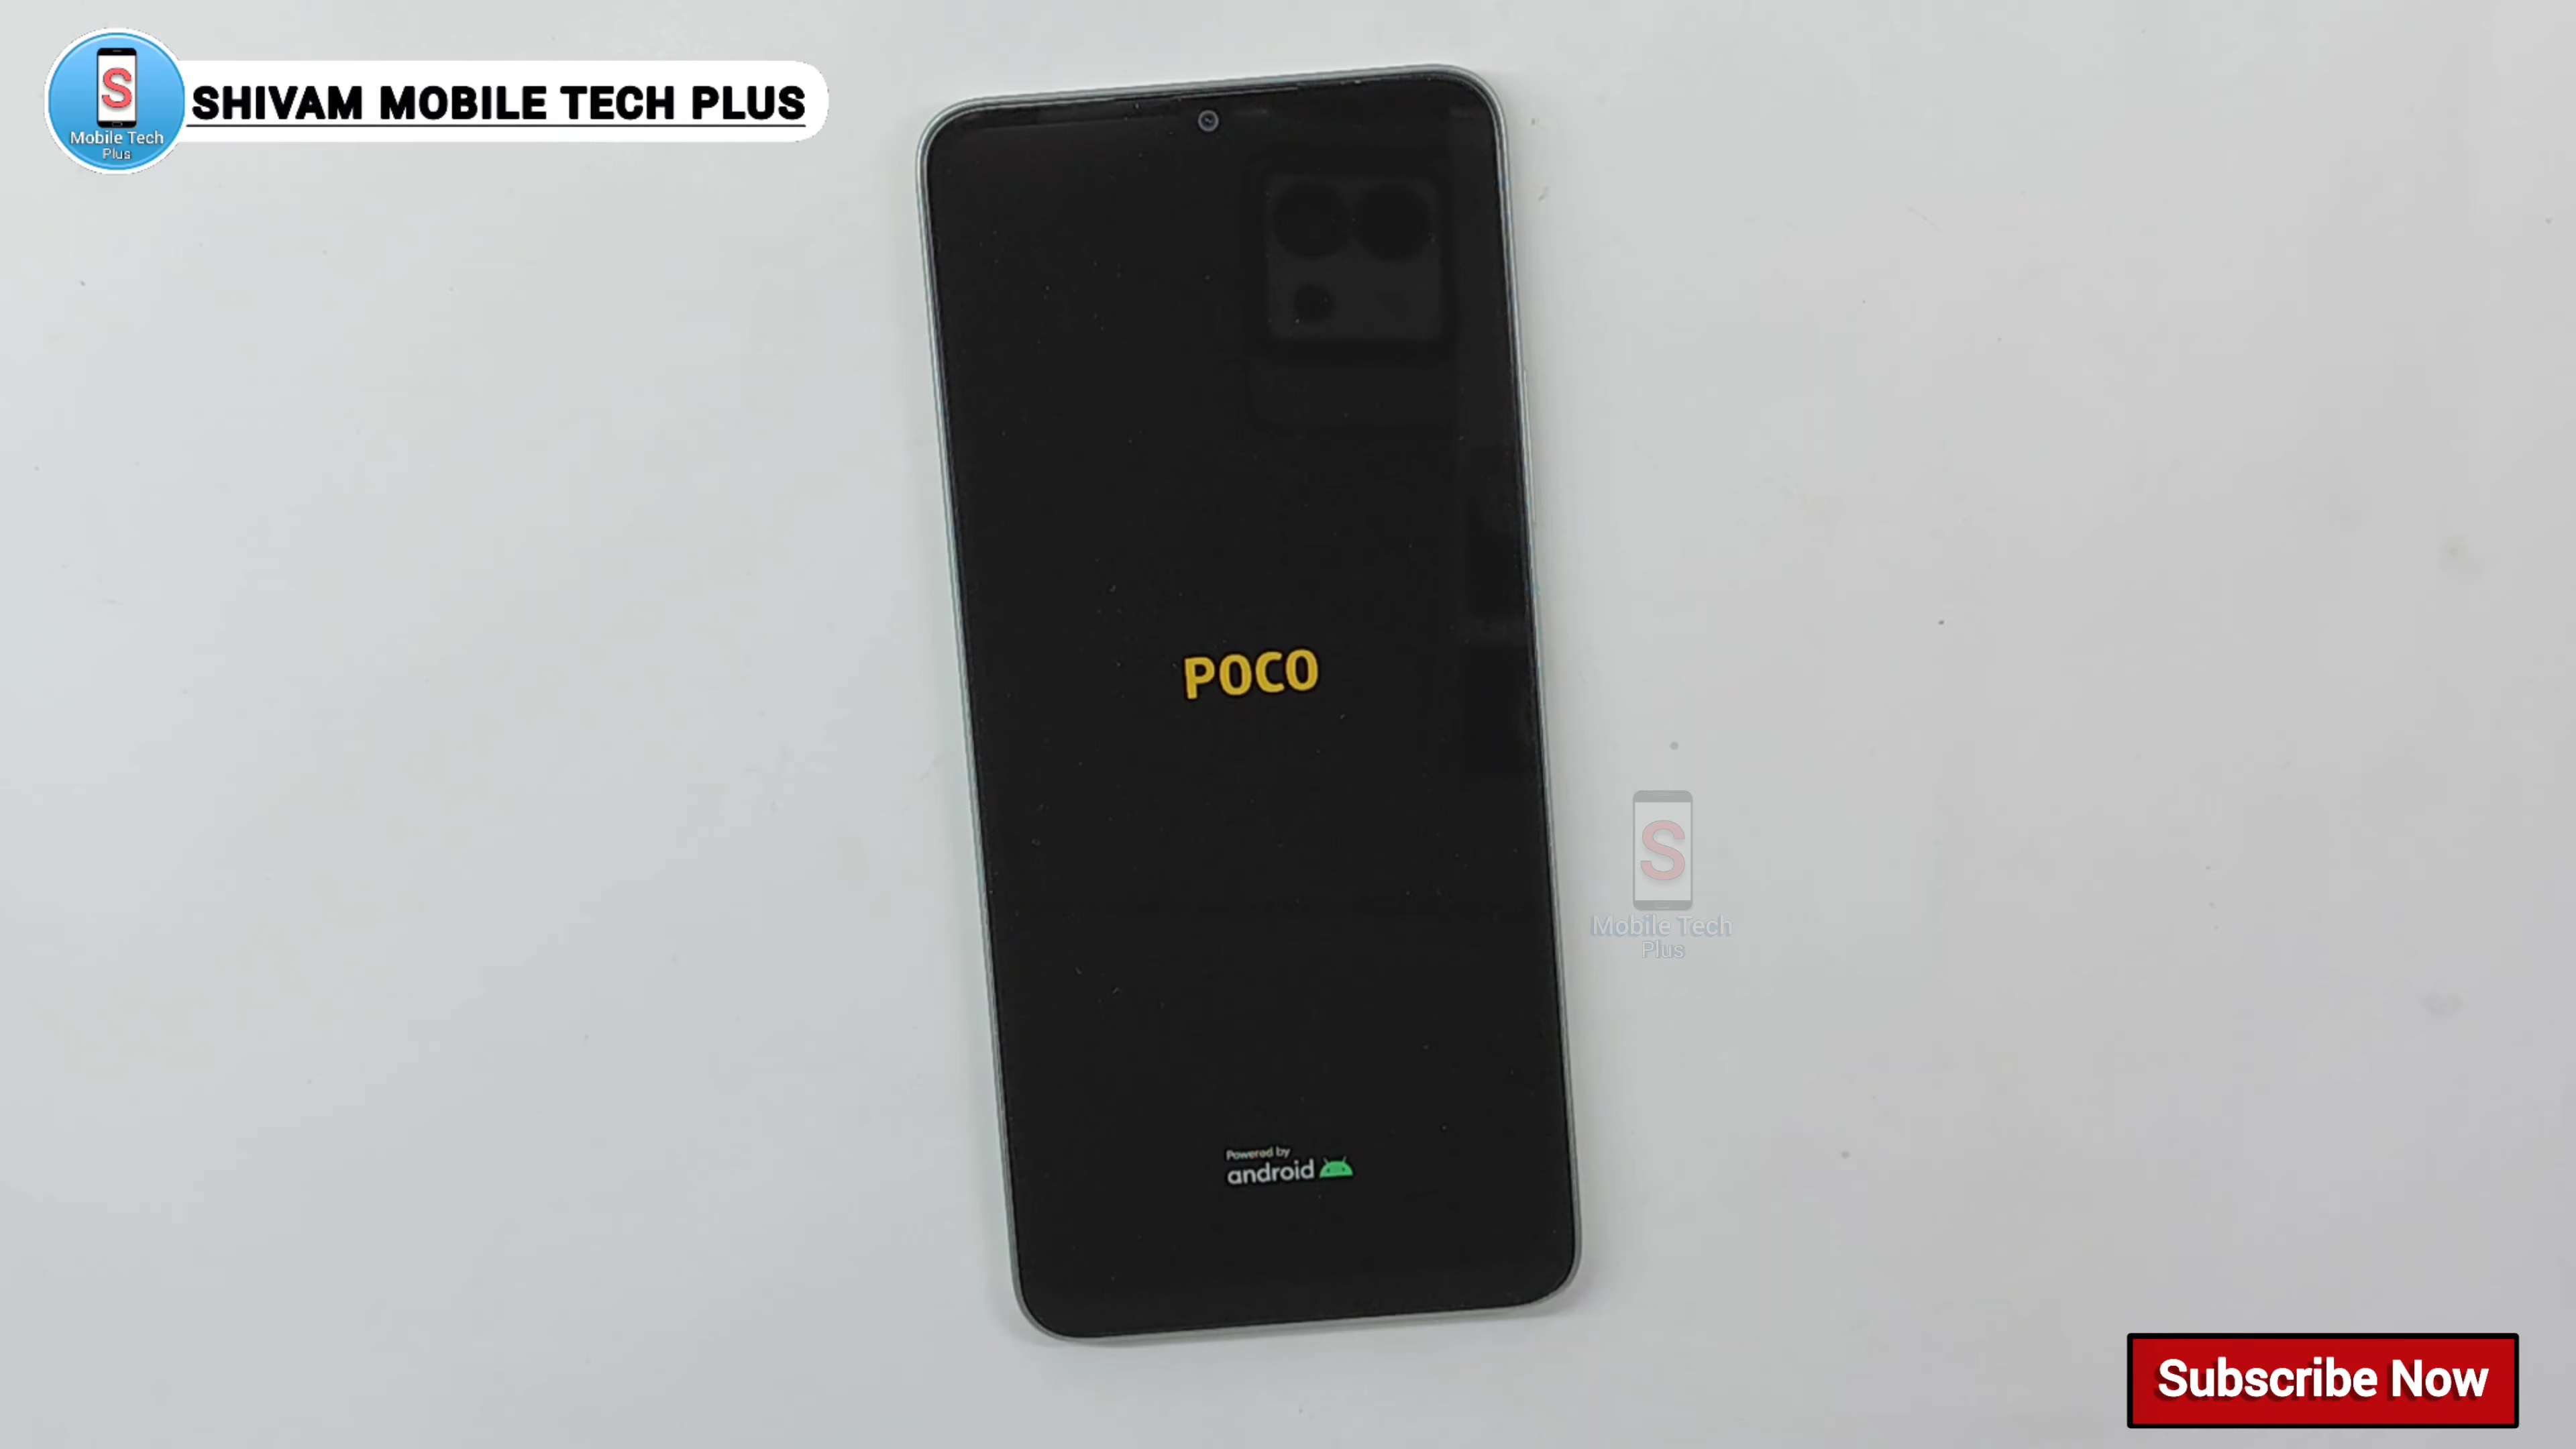 S
Mobile Tech
Plus
SHIVAM MOBILE TECH PLUS
POCO
S
Mobile Tech
Plus
Powered by
android
Subscribe Now